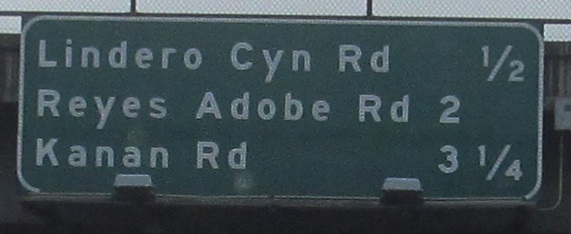 Lindero Cyn Rd 1/2
Reyes Adobe Rd 2
Kanan Rd 3 1/4